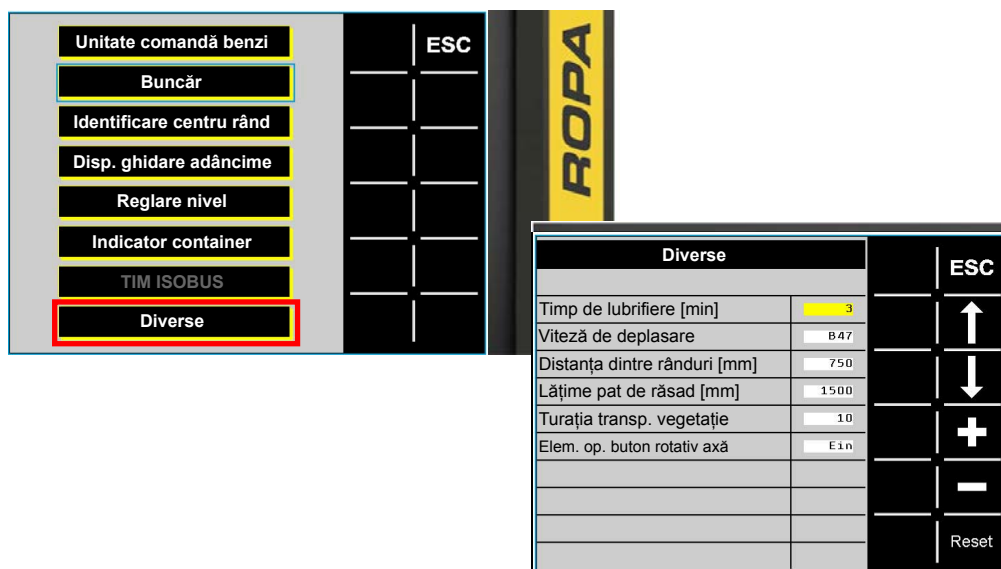 Unitate comandă benzi
ESC
Buncăr
Identificare centru rând
Disp. ghidare adâncime
Reglare nivel
Indicator container
TIM ISOBUS
Diverse
ROPA
Diverse
ESC
Timp de lubrifiere [min] 3
Viteză de deplasare B47
Distanța dintre rânduri [mm] 750
Lățime pat de răsad [mm] 1500
Turația transp. vegetație 10
Elem. op. buton rotativ axă Ein
Reset